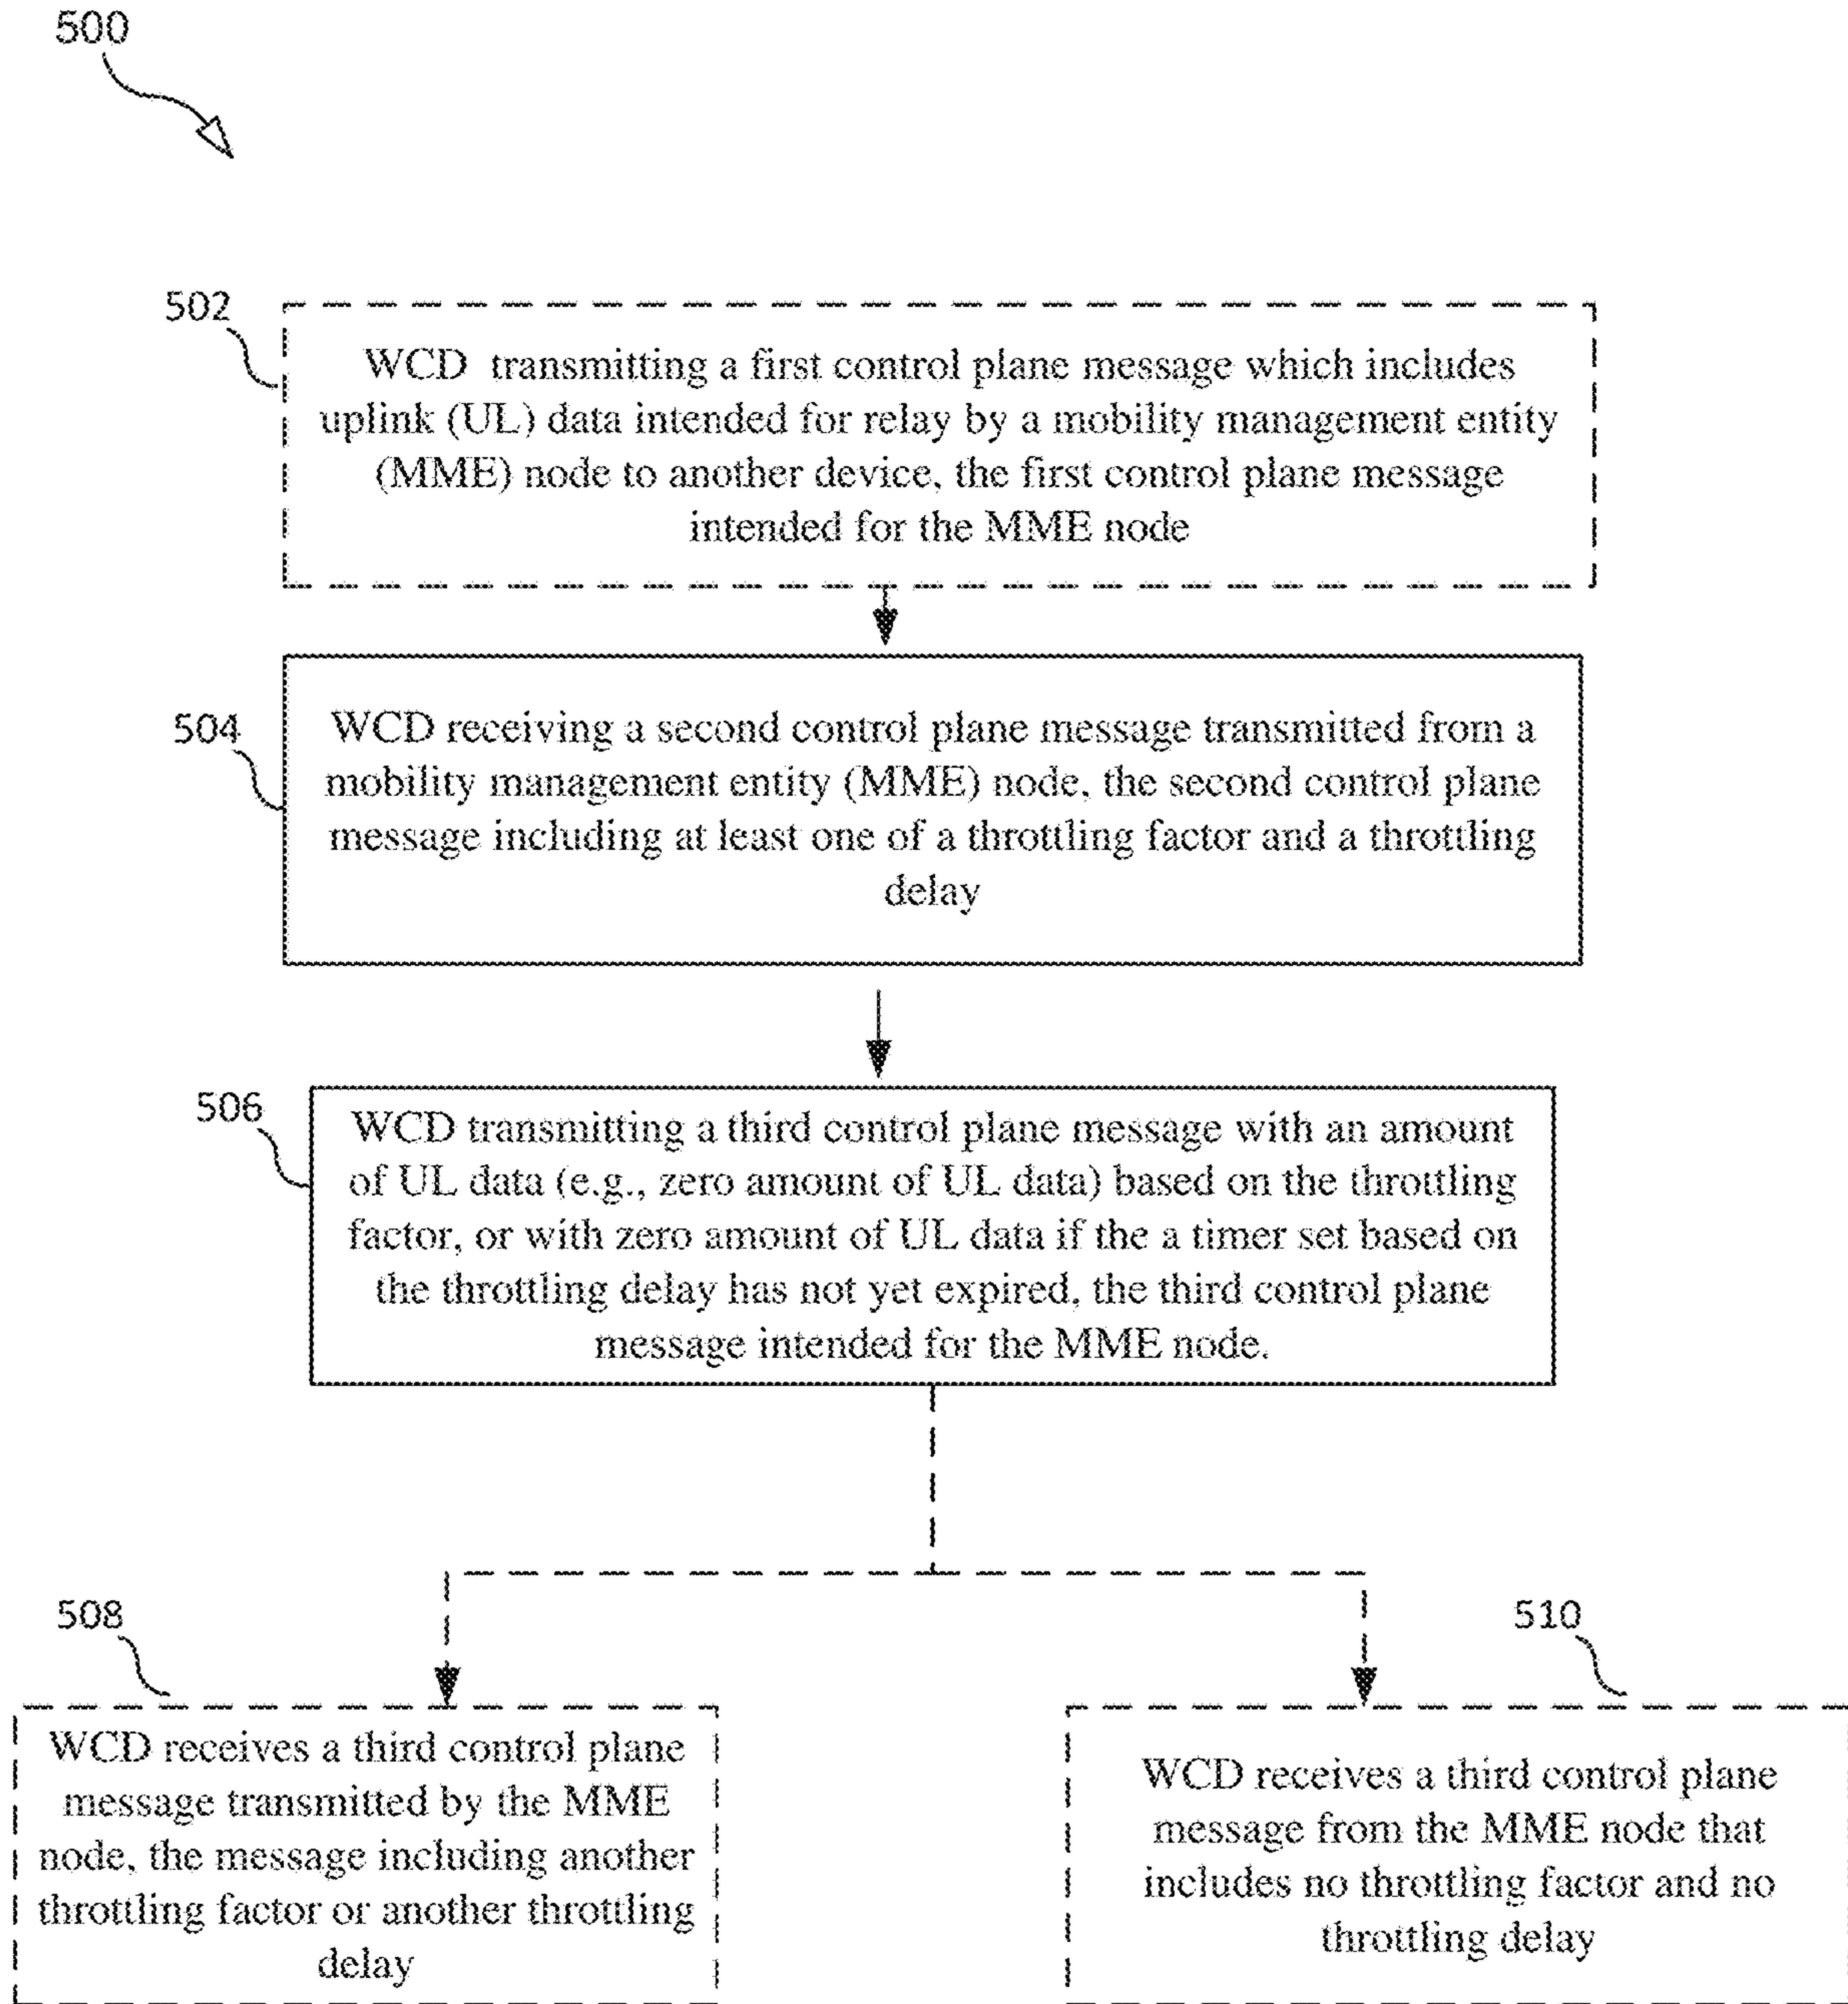 500
502
WCD transmitting a first control plane message which includes
uplink (UL) data intended for relay by a mobility management entity
(MME) node to another device, the first control plane message
intended for the MME node
504
WCD receiving a second control plane message transmitted from a
mobility management entity (MME) node, the second control plane
message including at least one of a throttling factor and a throttling
delay
506
WCD transmitting a third control plane message with an amount
of UL data (e.g., zero amount of UL data) based on the throttling
factor, or with zero amount of UL data if the a timer set based on
the throttling delay has not yet expired, the third control plane
message intended for the MME node.
508
WCD receives a third control plane
message transmitted by the MME
node, the message including another
throttling factor or another throttling
delay
510
WCD receives a third control plane
message from the MME node that
includes no throttling factor and no
throttling delay